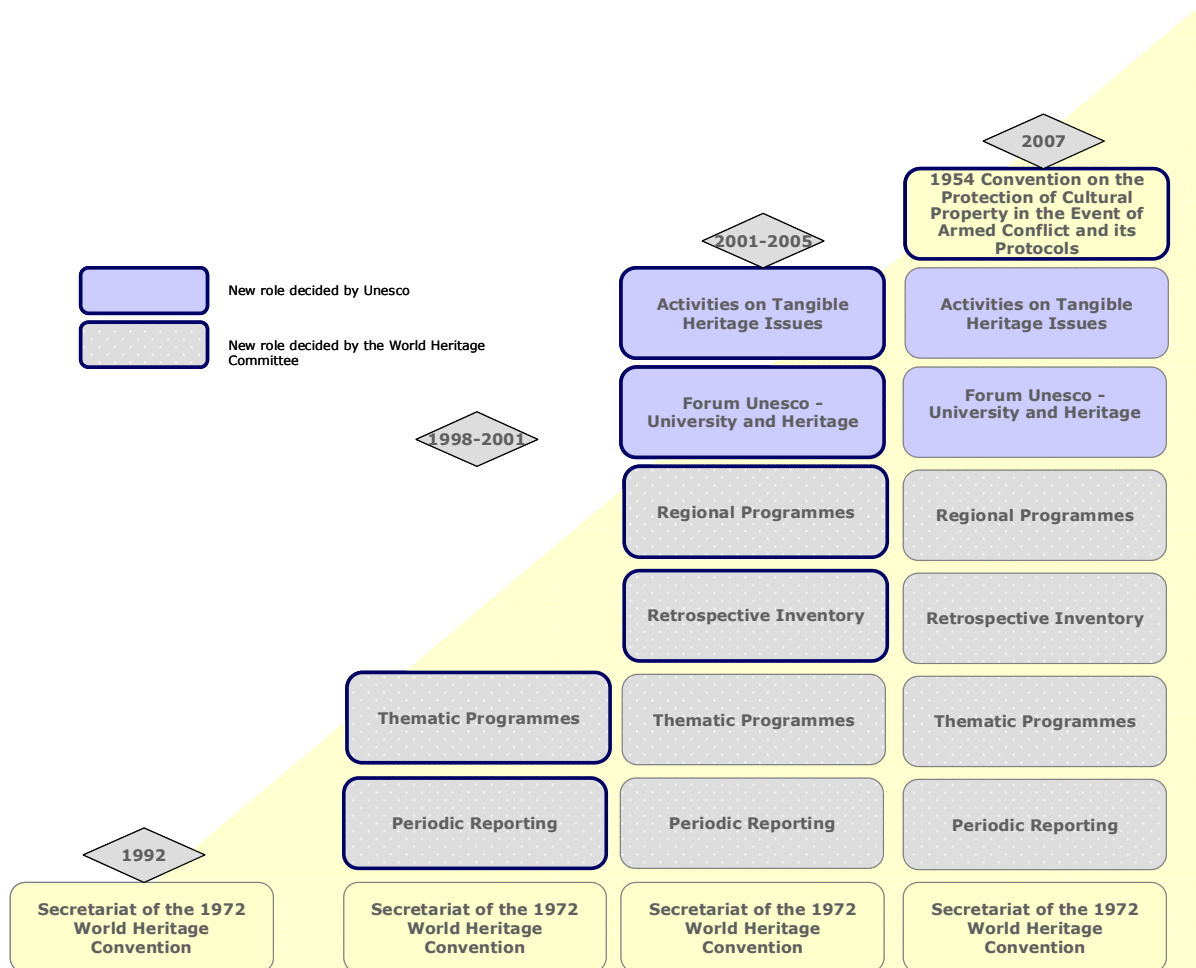 2007
1954 Convention on the
Protection of Cultural
Property in the Event of
Armed Conflict and its
Protocols
2001-2005
New role decided by Unesco
New role decided by the World Heritage
Committee
Activities on Tangible
Heritage Issues
Activities on Tangible
Heritage Issues
Forum Unesco -
University and Heritage
Forum Unesco -
University and Heritage
1998-2001
Regional Programmes
Regional Programmes
Retrospective Inventory
Retrospective Inventory
Thematic Programmes
Thematic Programmes
Thematic Programmes
Periodic Reporting
Periodic Reporting
Periodic Reporting
1992
Secretariat of the 1972
World Heritage
Convention
Secretariat of the 1972
World Heritage
Convention
Secretariat of the 1972
World Heritage
Convention
Secretariat of the 1972
World Heritage
Convention